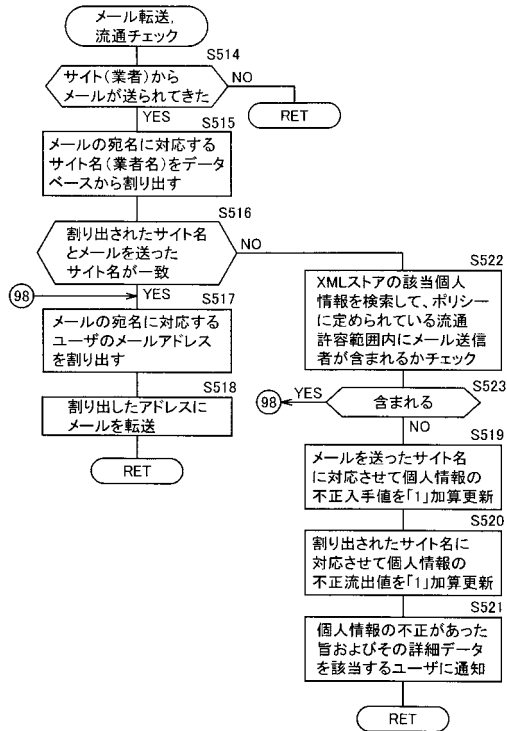 メール転送,
流通チェック
S514
サイト(業者)から
メールが送られてきた
NO
RET
YES
S515
メールの宛名に対応する
サイト名(業者名)をデータ
ベースから割り出す
S516
割り出されたサイト名
とメールを送った
サイト名が一致
NO
98
YES
S517
メールの宛名に対応する
ユーザのメールアドレス
を割り出す
S518
割り出したアドレスに
メールを転送
RET
S522
XMLストアの該当個人
情報を検索して、ポリシー
に定められている流通
許容範囲内にメール送信
者が含まれるかチェック
S523
98
YES
含まれる
NO
S519
メールを送ったサイト名
に対応させて個人情報の
不正入手値を「1」加算更新
S520
割り出されたサイト名に
対応させて個人情報の
不正流出値を「1」加算更新
S521
個人情報の不正があった
旨およびその詳細データ
を該当するユーザに通知
RET